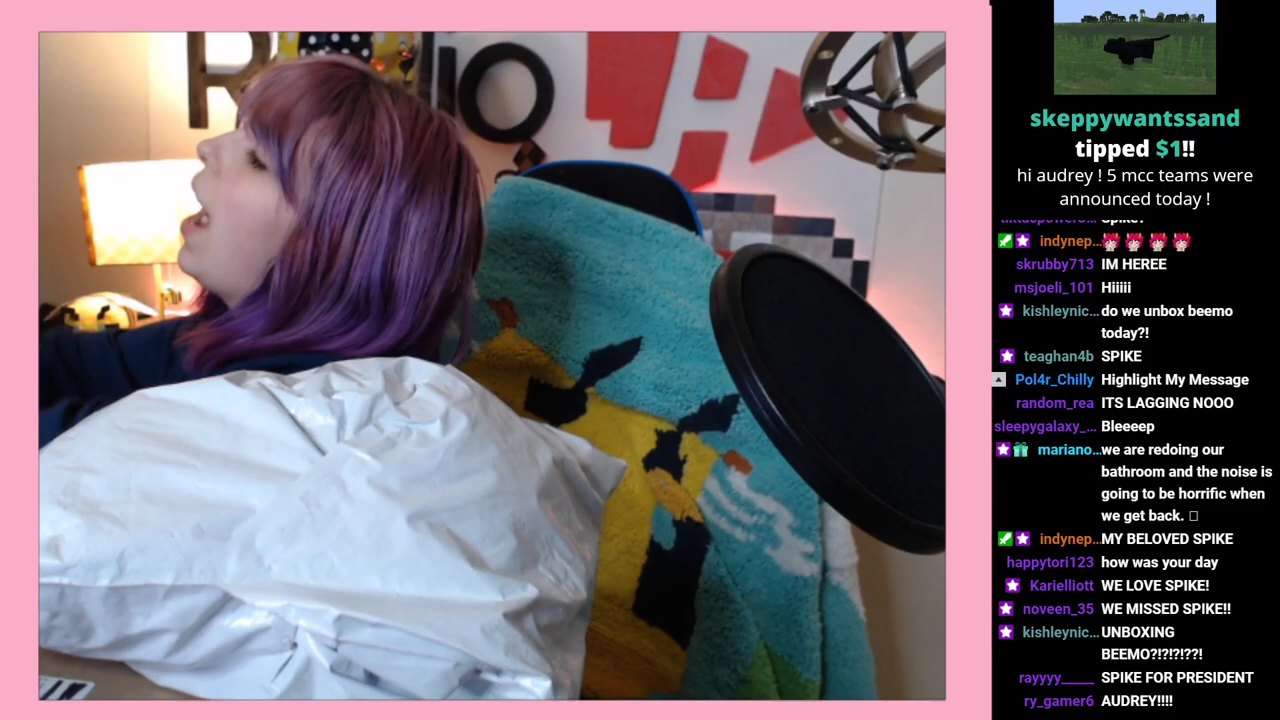 skeppywantssand
tipped $1!!
hi audrey ! 5 mcc teams were
announced today !
indynep...
skrubby713 IM HEREE
msjoeli_101 Hiiiii
kishleynic... do we unbox beemo
today?!
teaghan4b SPIKE
Pol4r_Chilly Highlight My Message
random_rea ITS LAGGING NOOO
sleepygalaxy_... Bleeeep
mariano... we are redoing our
bathroom and the noise is
going to be horrific when
we get back.
indynep... MY BELOVED SPIKE
happytori123 how was your day
Karielliott WE LOVE SPIKE!
noveen_35 WE MISSED SPIKE!!
kishleynic... UNBOXING
BEEMO?!?!?!??!
rayyyy_____ SPIKE FOR PRESIDENT
ry_gamer6 AUDREY!!!!